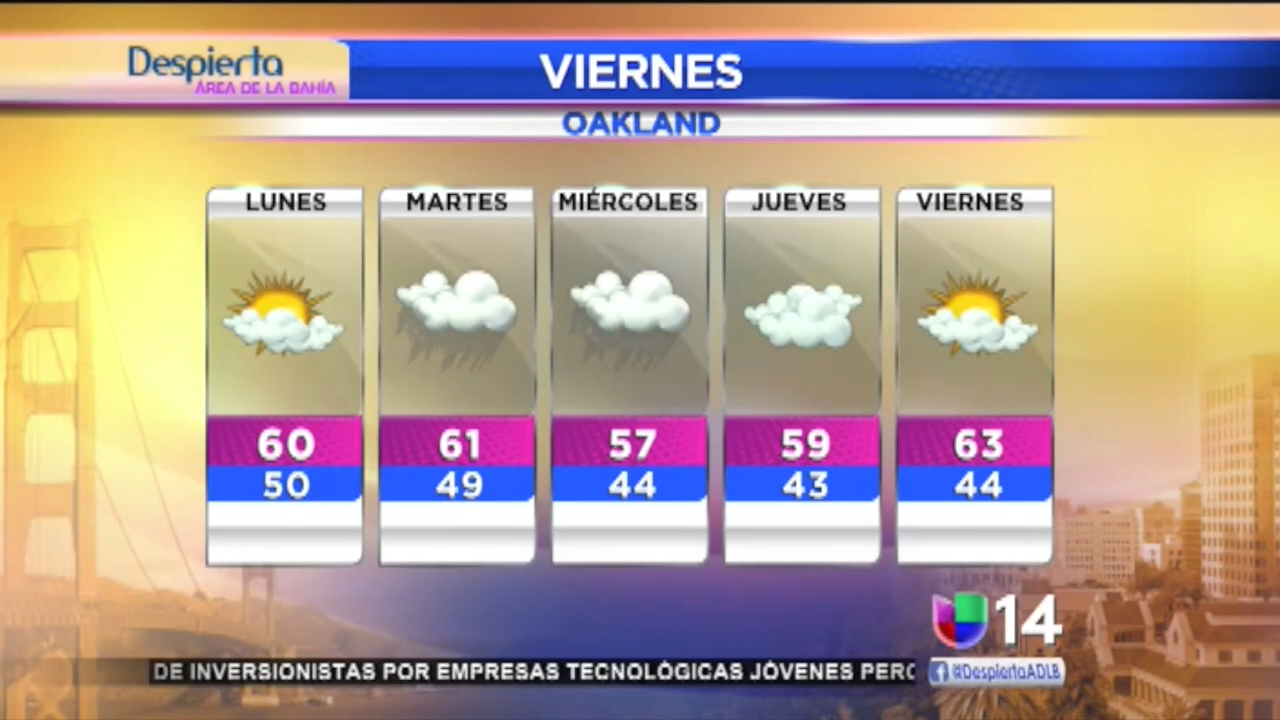 Despierta
ÁREA DE LA BAHÍA
VIERNES
OAKLAND
LUNES MARTES MIÉRCOLES JUEVES VIERNES
60 61 57 59 63
50 49 44 43 44
14
DE INVERSIONISTAS POR EMPRESAS TECNOLÓGICAS JÓVENES PERO
f @DespiertaADLB